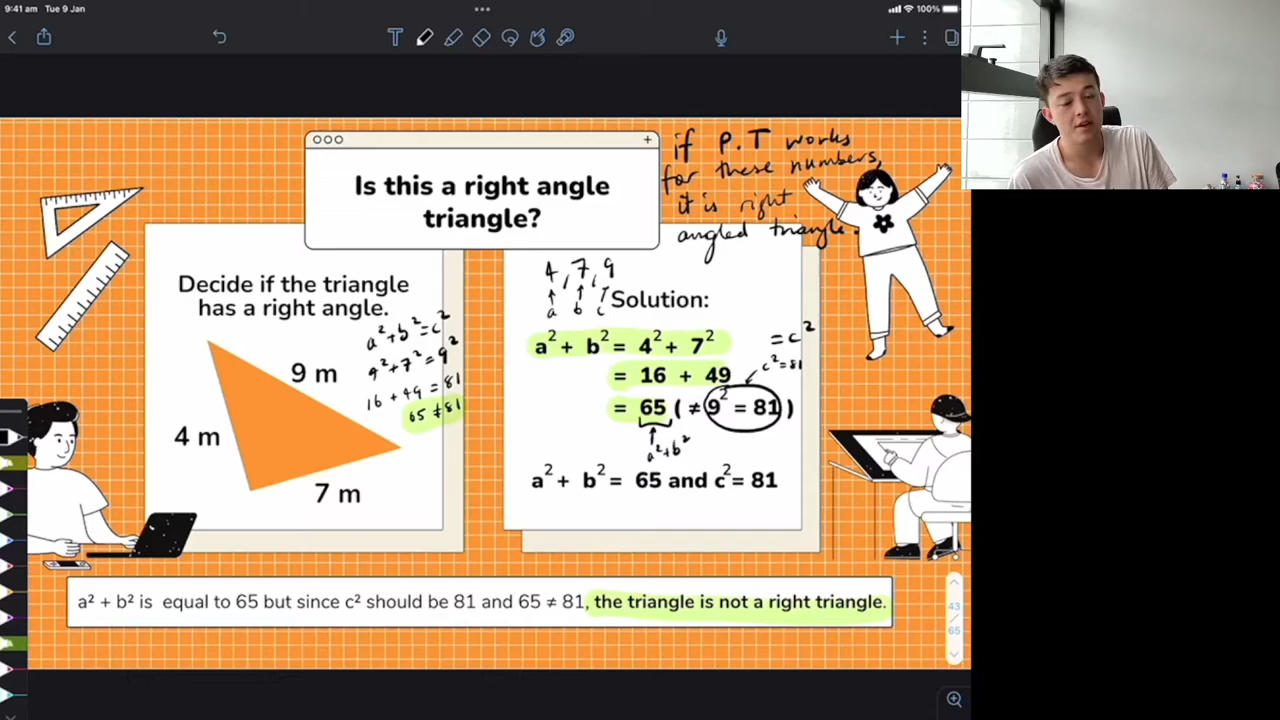 9:41 am Tue 9 Jan
100%
if P.T works
for these numbers,
it is right
angled triangle.
Is this a right angle
triangle?
Decide if the triangle
has a right angle.
9 m
4 m
7 m
a² + b² = c²
4² + 7² = 9²
16 + 49 = 81
65 ≠ 81
4, 7, 9
a b c
Solution:
a² + b² = 4² + 7²
= c²
= 16 + 49
c² = 81
= 65 ( ≠ 9² = 81 )
a² + b²
a² + b² = 65 and c² = 81
a² + b² is equal to 65 but since c² should be 81 and 65 ≠ 81, the triangle is not a right triangle.
43
/
65